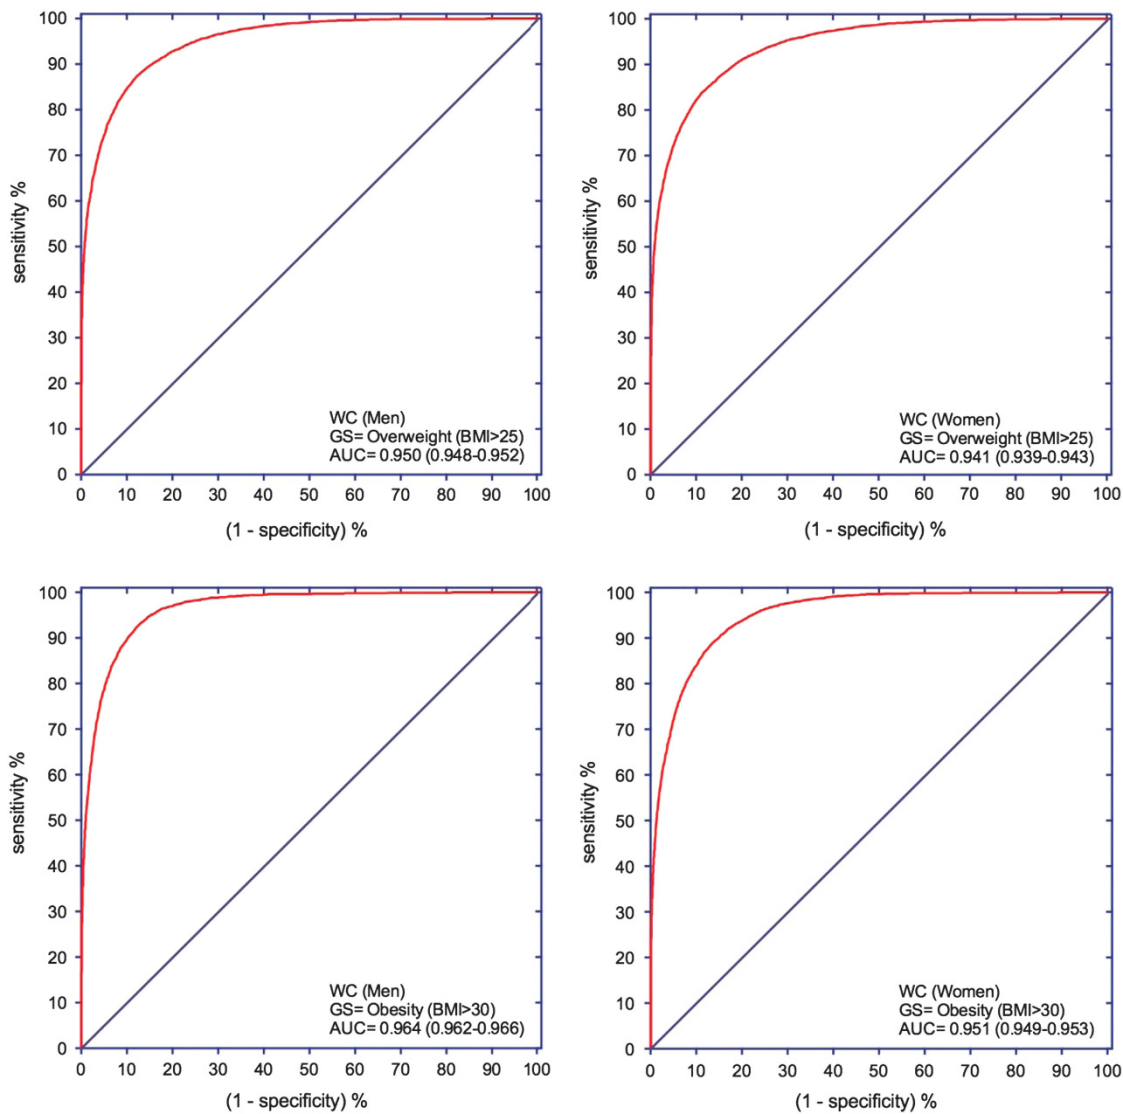 100
90
80
70
60
50
40
30
20
10
0
sensitivity %
0 10 20 30 40 50 60 70 80 90 100
(1 - specificity) %
WC (Men)
GS= Overweight (BMI>25)
AUC= 0.950 (0.948-0.952)
100
90
80
70
60
50
40
30
20
10
0
sensitivity %
0 10 20 30 40 50 60 70 80 90 100
(1 - specificity) %
WC (Women)
GS= Overweight (BMI>25)
AUC= 0.941 (0.939-0.943)
100
90
80
70
60
50
40
30
20
10
0
sensitivity %
0 10 20 30 40 50 60 70 80 90 100
(1 - specificity) %
WC (Men)
GS= Obesity (BMI>30)
AUC= 0.964 (0.962-0.966)
100
90
80
70
60
50
40
30
20
10
0
sensitivity %
0 10 20 30 40 50 60 70 80 90 100
(1 - specificity) %
WC (Women)
GS= Obesity (BMI>30)
AUC= 0.951 (0.949-0.953)